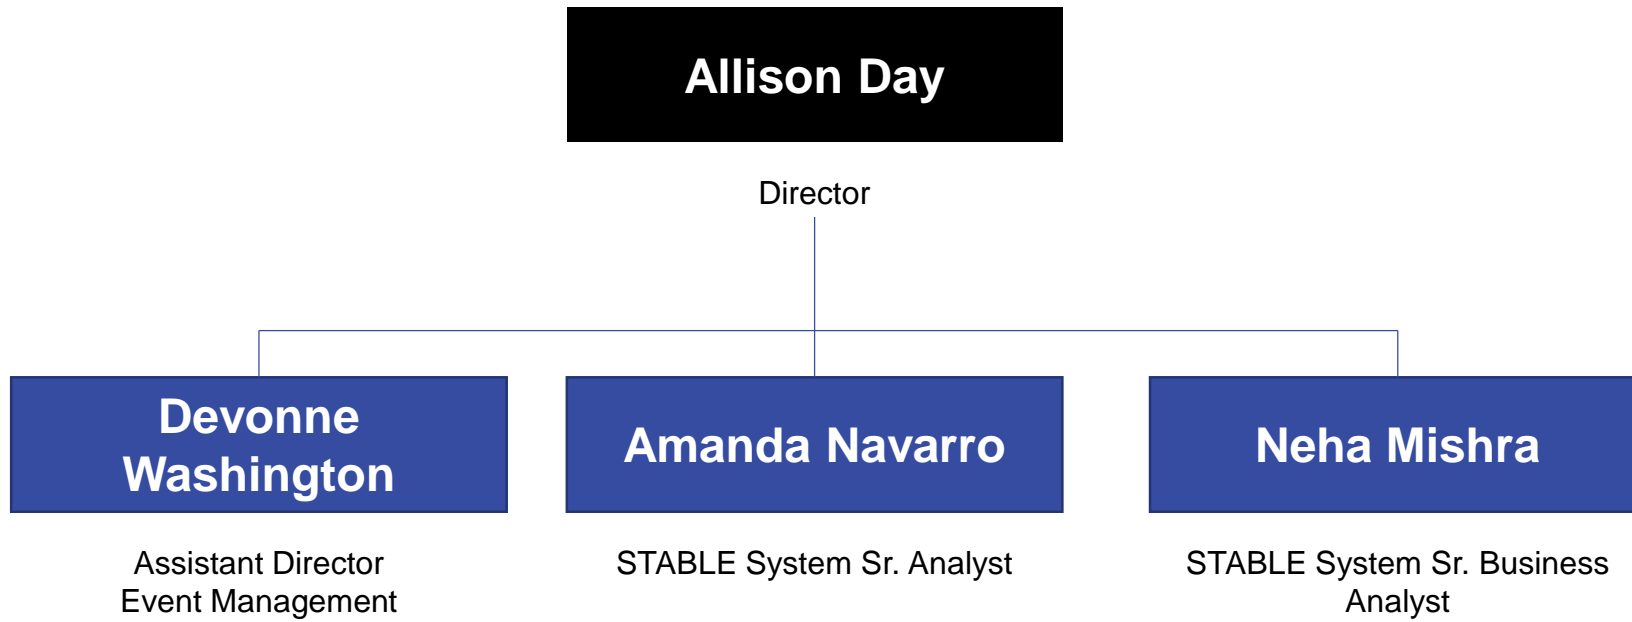 Allison Day
Director
Devonne
Washington
Amanda Navarro
Neha Mishra
Assistant Director
Event Management
STABLE System Sr. Analyst
STABLE System Sr. Business
Analyst